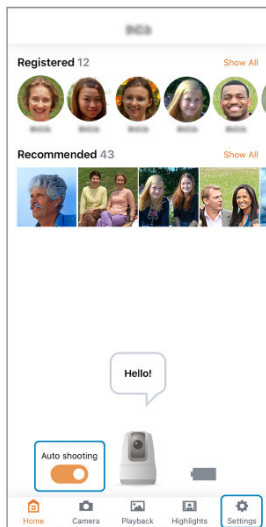 Registered 12 Show All
Recommended 43 Show All
Hello!
Auto shooting
Home Camera Playback Highlights Settings